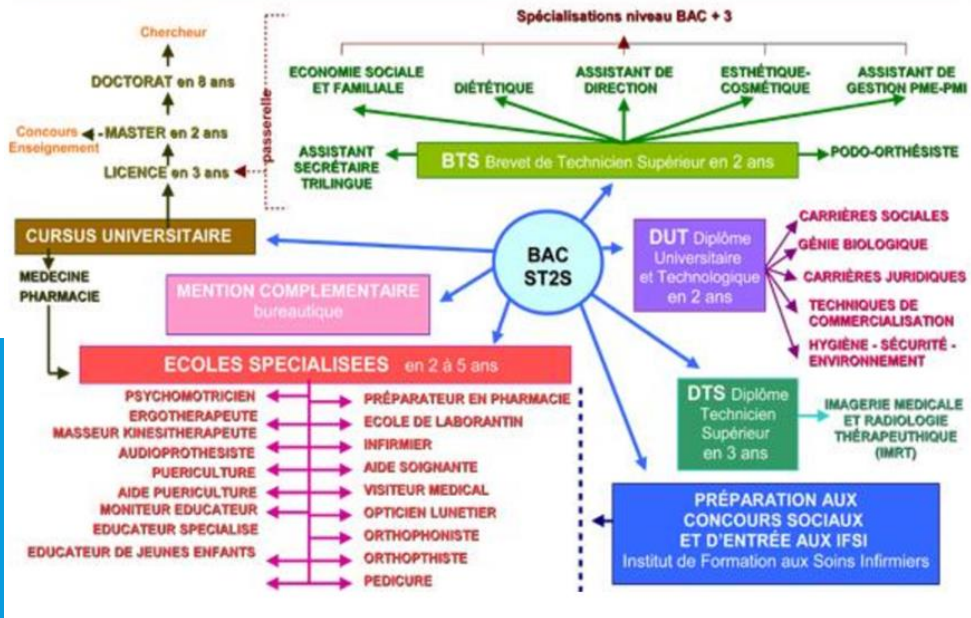 Spécialisations niveau BAC + 3
Chercheur
DOCTORAT en 8 ans
Concours
Enseignement
MASTER en 2 ans
LICENCE en 3 ans
passerelle
CURSUS UNIVERSITAIRE
MEDECINE
PHARMACIE
ECONOMIE SOCIALE
ET FAMILIALE
DIÉTÉTIQUE
ASSISTANT DE
DIRECTION
ESTHÉTIQUE-
COSMÉTIQUE
ASSISTANT DE
GESTION PME-PMI
ASSISTANT
SECRÉTAIRE
TRILINGUE
BTS Brevet de Technicien Supérieur en 2 ans
PODO-ORTHÉSISTE
BAC
ST2S
DUT Diplôme
Universitaire
et Technologique
en 2 ans
CARRIÈRES SOCIALES
GÉNIE BIOLOGIQUE
CARRIÈRES JURIDIQUES
TECHNIQUES DE
COMMERCIALISATION
HYGIÈNE - SÉCURITÉ -
ENVIRONNEMENT
MENTION COMPLEMENTAIRE
bureautique
ECOLES SPECIALISEES en 2 à 5 ans
PSYCHOMOTRICIEN
ERGOTHERAPEUTE
MASSEUR KINESITHERAPEUTE
AUDIOPROTHESISTE
PUERICULTURE
AIDE PUERICULTURE
MONITEUR EDUCATEUR
EDUCATEUR SPECIALISE
EDUCATEUR DE JEUNES ENFANTS
PRÉPARATEUR EN PHARMACIE
ECOLE DE LABORANTIN
INFIRMIER
AIDE SOIGNANTE
VISITEUR MEDICAL
OPTICIEN LUNETIER
ORTHOPHONISTE
ORTHOPTHISTE
PEDICURE
DTS Diplôme
Technicien
Supérieur
en 3 ans
IMAGERIE MEDICALE
ET RADIOLOGIE
THÉRAPEUTHIQUE
(IMRT)
PRÉPARATION AUX
CONCOURS SOCIAUX
ET D'ENTRÉE AUX IFSI
Institut de Formation aux Soins Infirmiers